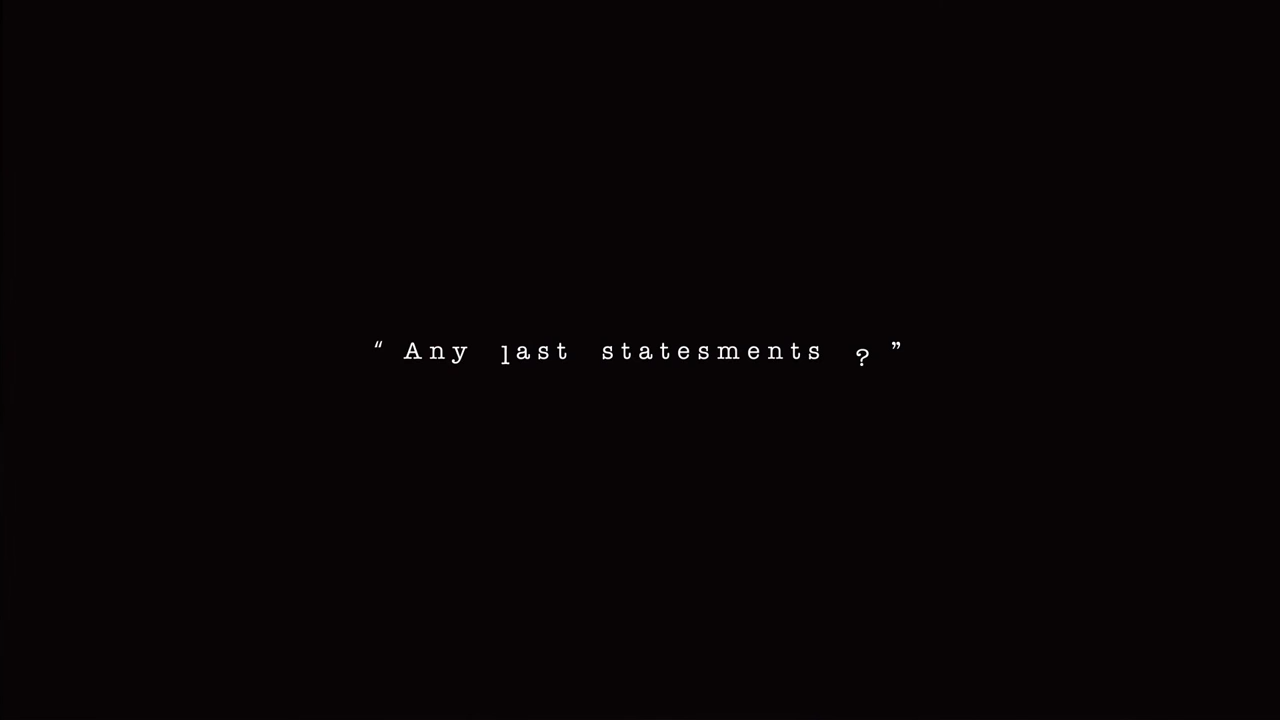 “ Any last statesments ? ”